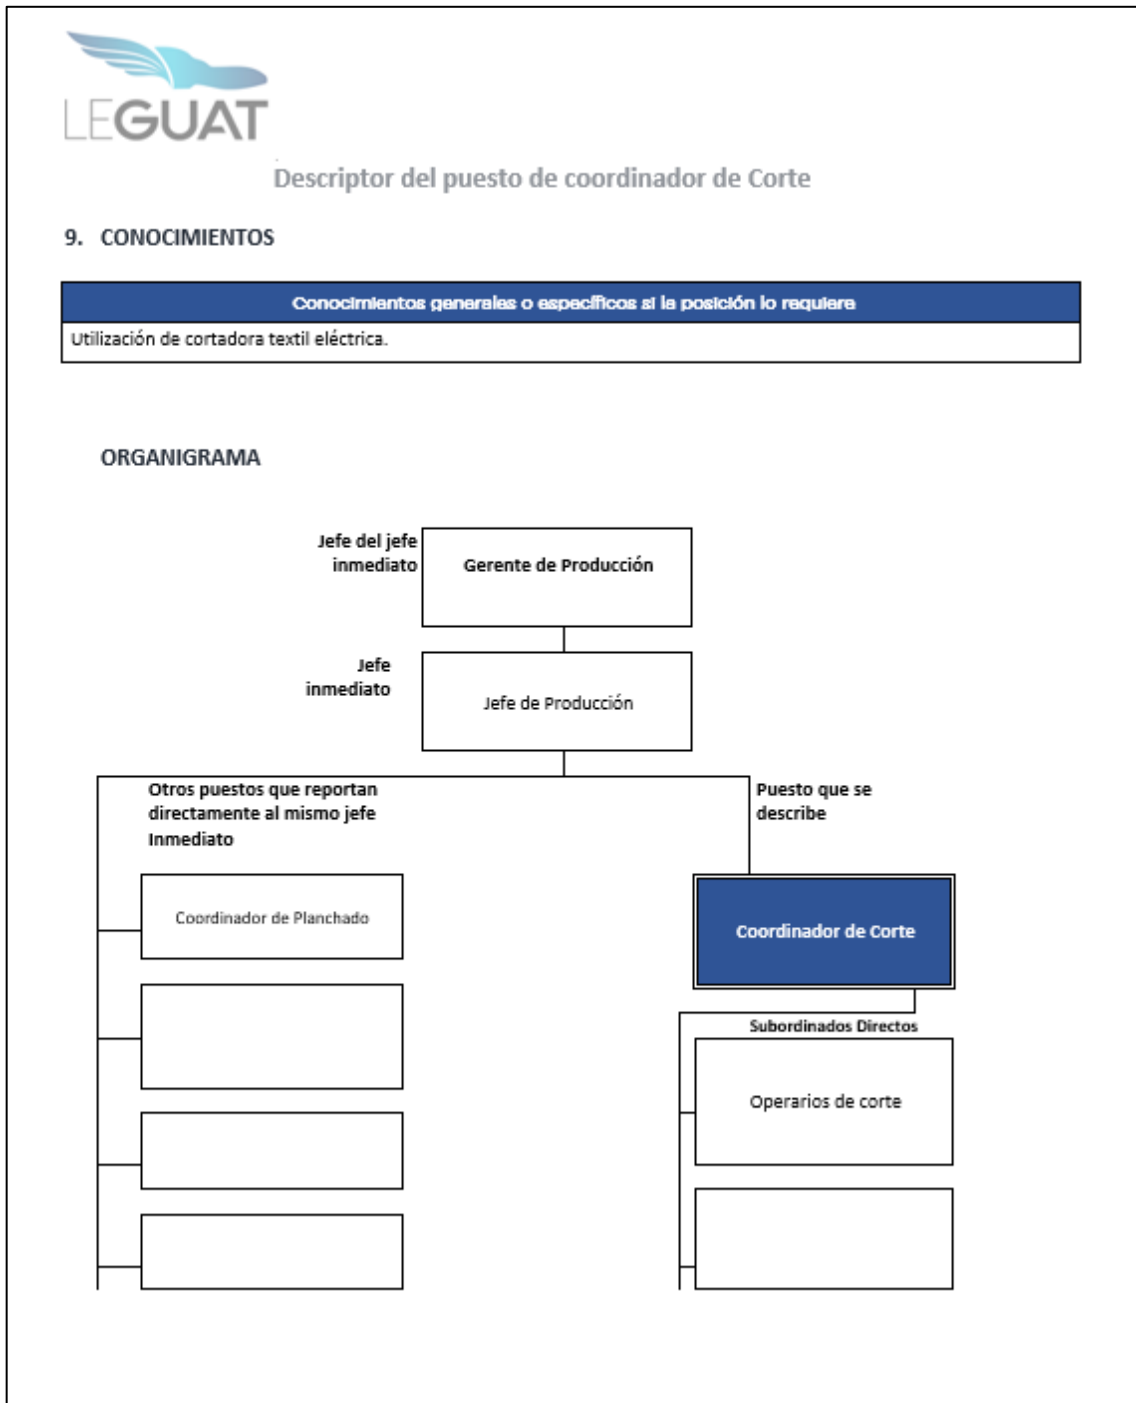 LEGUAT
Descriptor del puesto de coordinador de Corte
9. CONOCIMIENTOS
Conocimientos generales o específicos si la posición lo requiere
Utilización de cortadora textil eléctrica.
ORGANIGRAMA
Jefe del jefe
inmediato
Gerente de Producción
Jefe
inmediato
Jefe de Producción
Otros puestos que reportan
directamente al mismo jefe
Inmediato
Puesto que se
describe
Coordinador de Planchado
Coordinador de Corte
Subordinados Directos
Operarios de corte